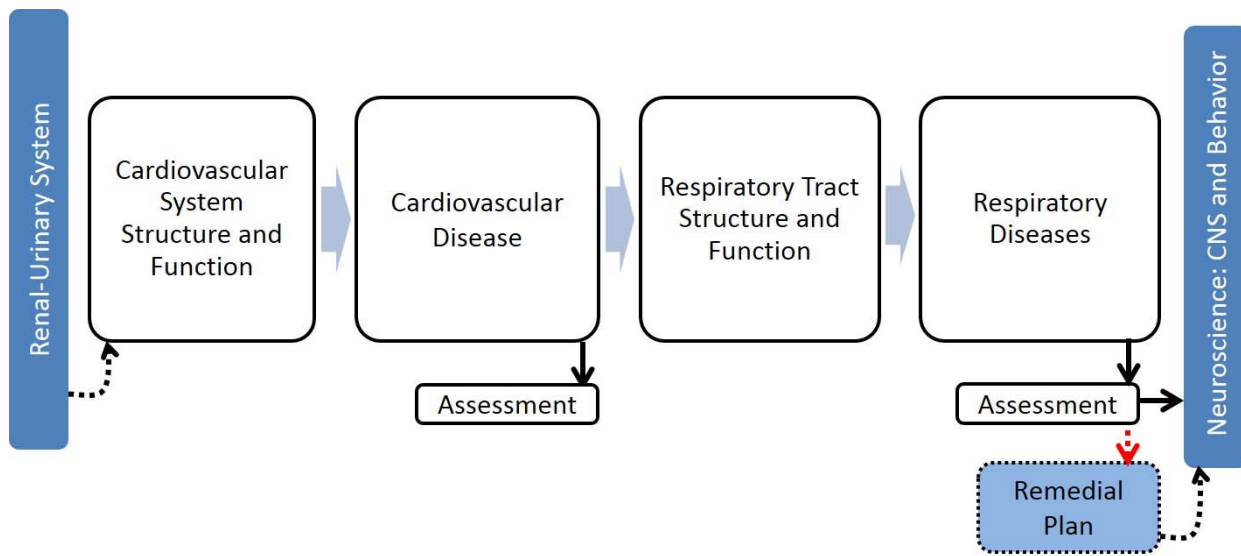 Renal-Urinary System
Cardiovascular
System
Structure and
Function
Cardiovascular
Disease
Respiratory Tract
Structure and
Function
Respiratory
Diseases
Neuroscience: CNS and Behavior
Assessment
Assessment
Remedial
Plan